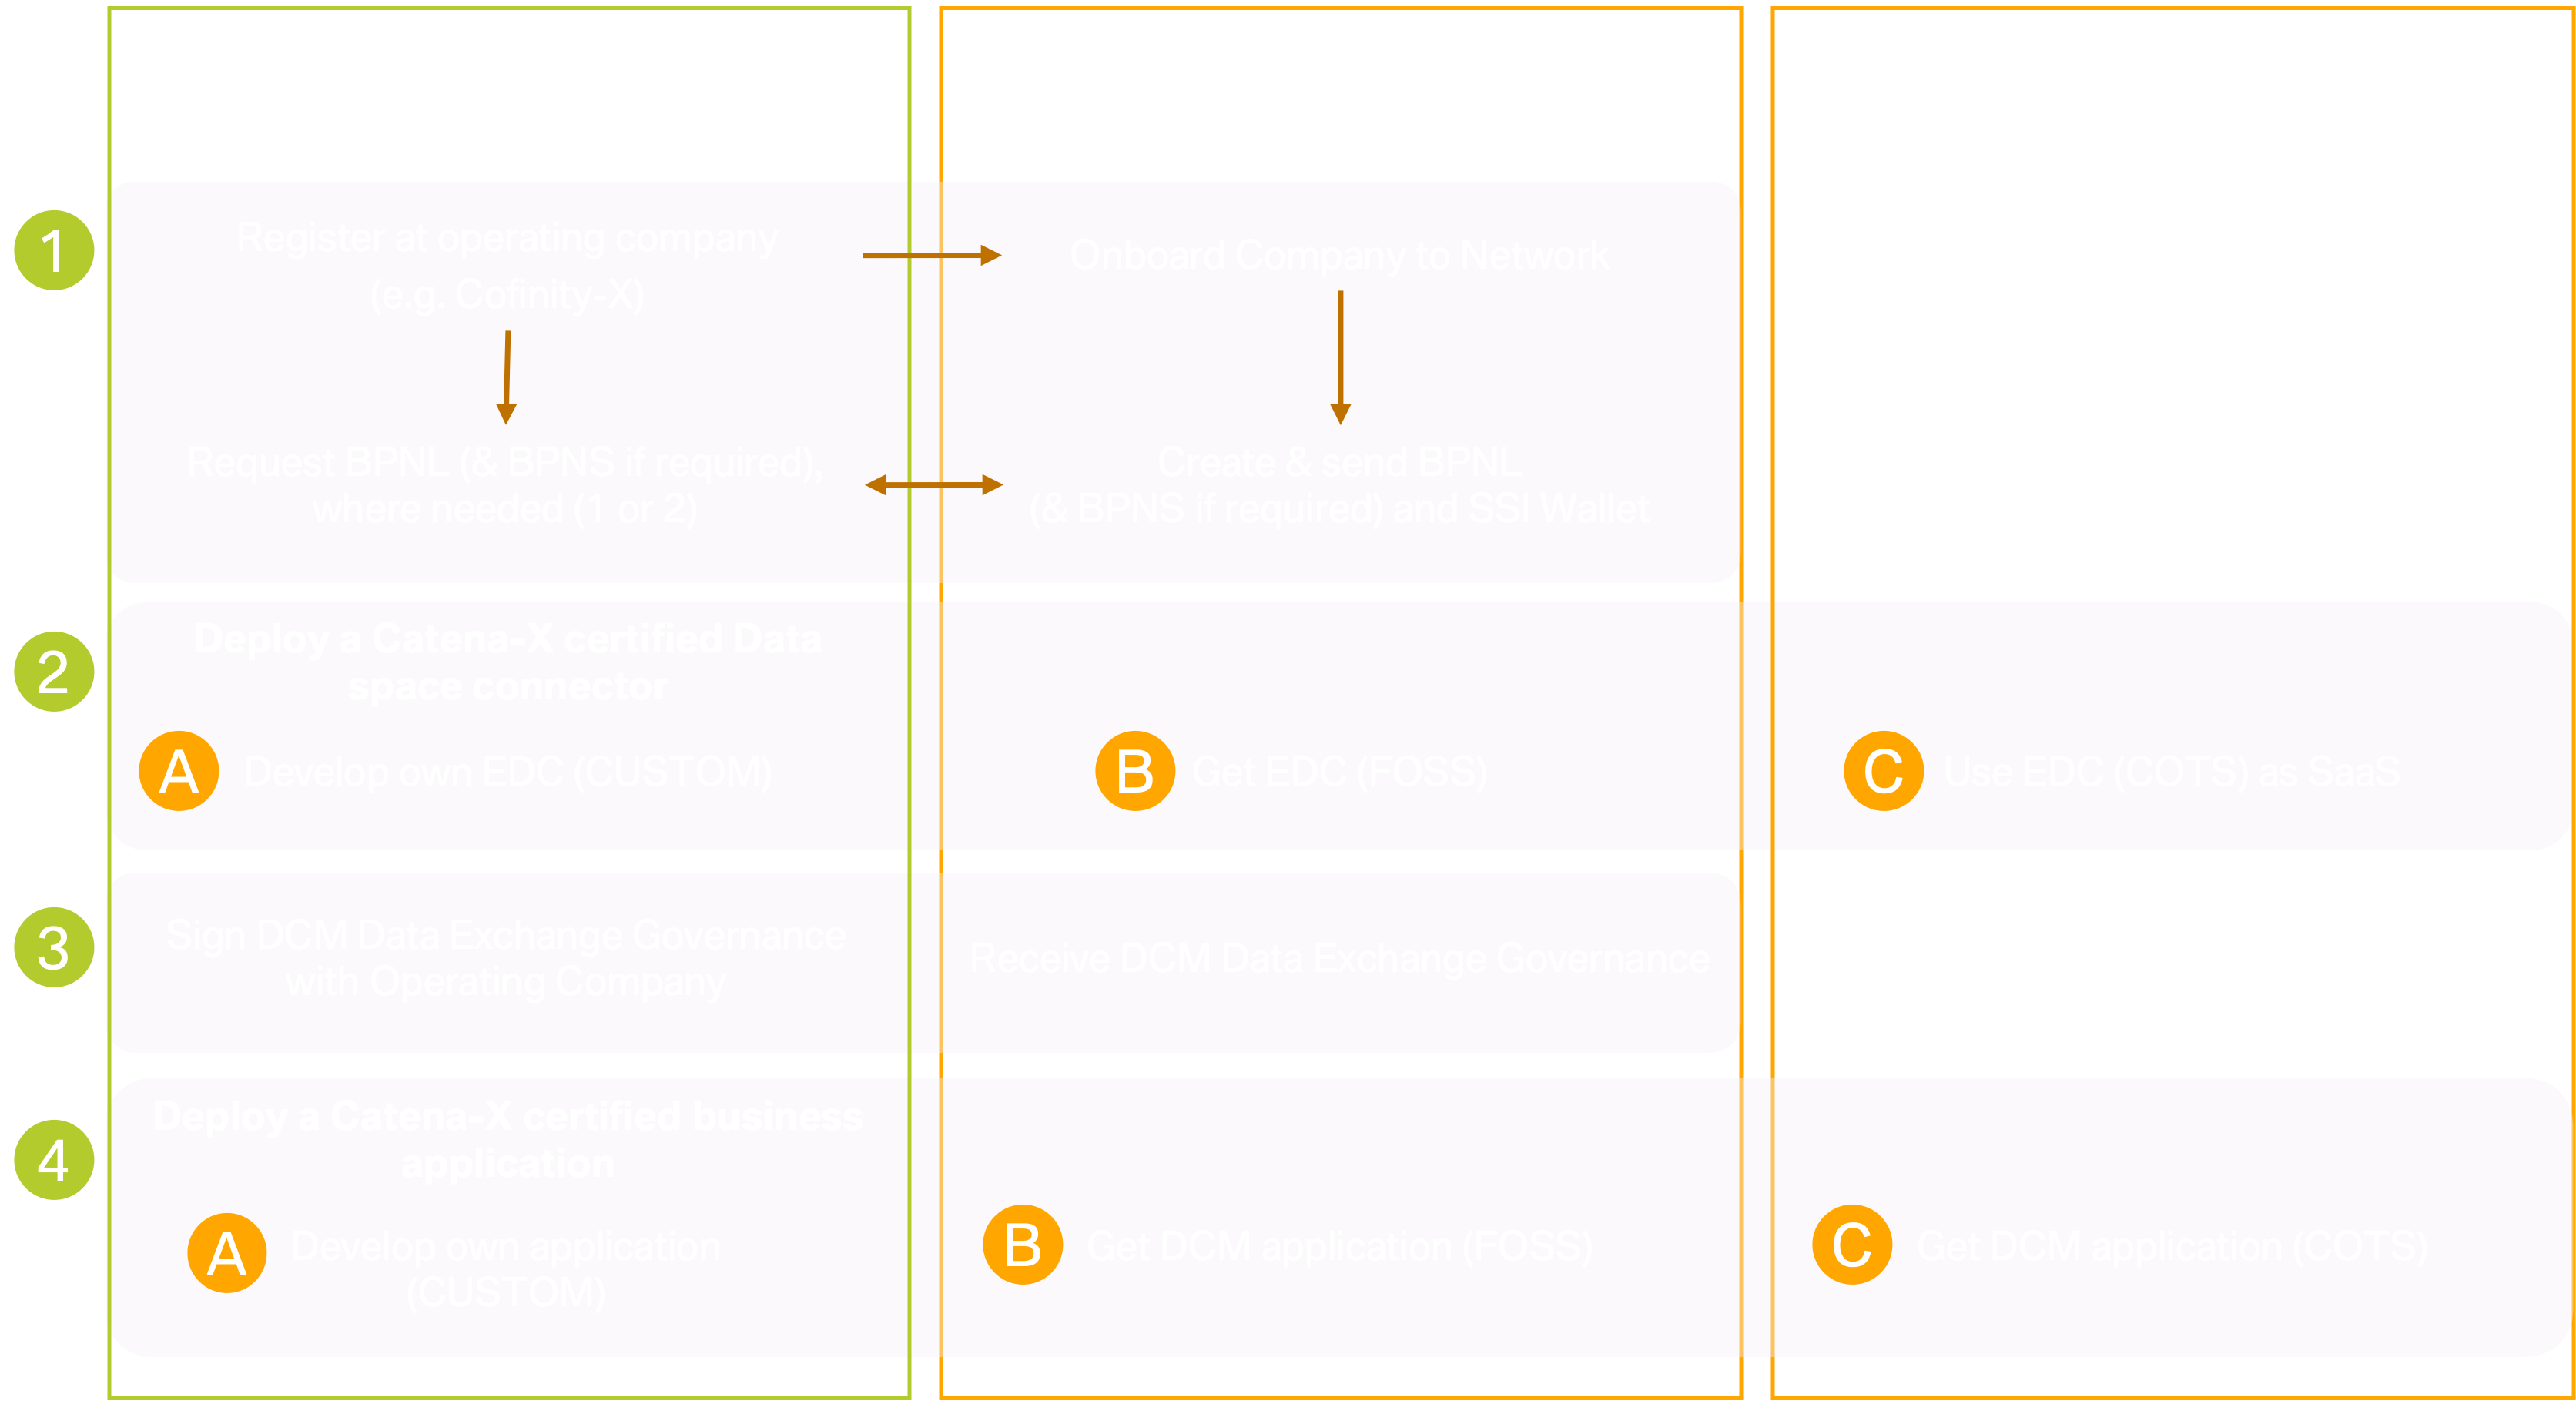 1
Register at operating company
(e.g. Cofinity-X)
Onboard Company to Network
Request BPNL (& BPNS if required),
where needed (1 or 2)
Create & send BPNL
(& BPNS if required) and SSI Wallet
2
Deploy a Catena-X certified Data
space connector
A Develop own EDC (CUSTOM)
B Get EDC (FOSS)
C Use EDC (COTS) as SaaS
3
Sign DCM Data Exchange Governance
with Operating Company
Receive DCM Data Exchange Governance
4
Deploy a Catena-X certified business
application
A Develop own application
(CUSTOM)
B Get DCM application (FOSS)
C Get DCM application (COTS)